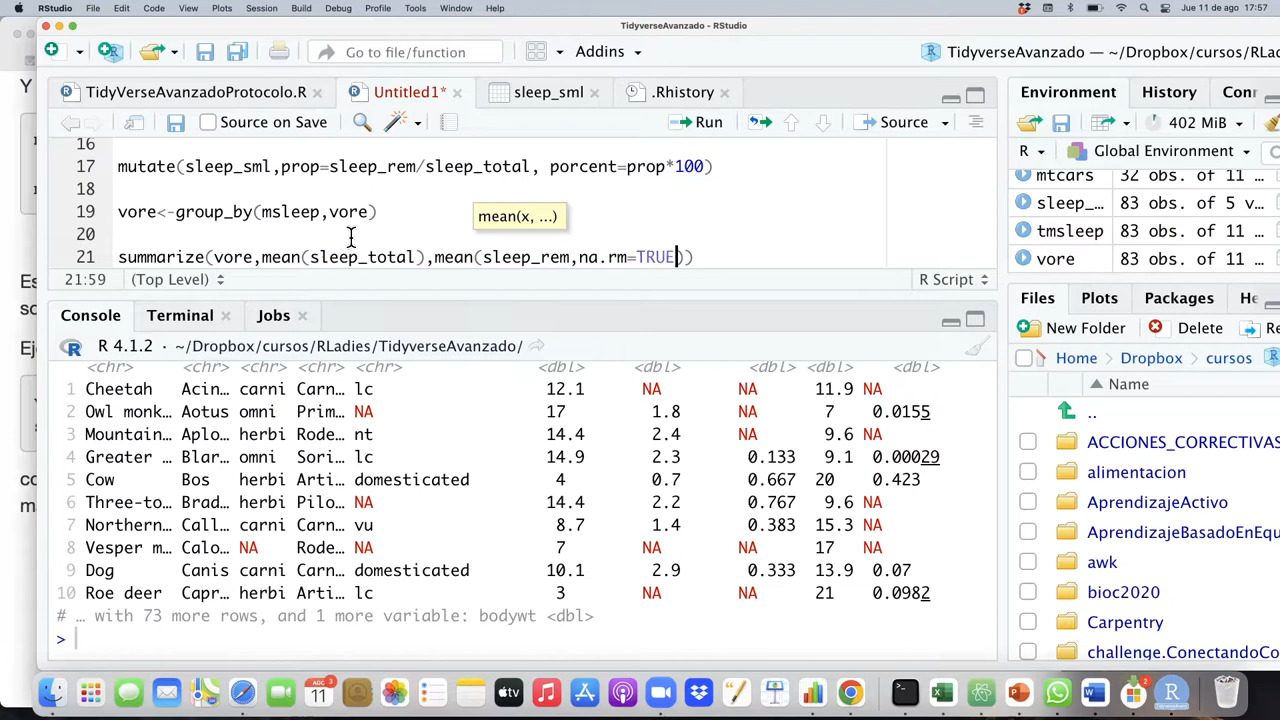 RStudio File Edit Code View Plots Session Build Debug Profile Tools Window Help Jue 11 de ago 17:57
TidyverseAvanzado - RStudio
Go to file/function Addins TidyverseAvanzado — ~/Dropbox/cursos/RLa
TidyVerseAvanzadoProtocolo.R Untitled1* sleep_sml .Rhistory
Source on Save Run Source
16
17 mutate(sleep_sml,prop=sleep_rem/sleep_total, porcent=prop*100)
18
19 vore<-group_by(msleep,vore)
mean(x, …)
20
21 summarize(vore,mean(sleep_total),mean(sleep_rem,na.rm=TRUE))
21:59 (Top Level) R Script
Console Terminal Jobs
R 4.1.2 · ~/Dropbox/cursos/RLadies/TidyverseAvanzado/
<chr> <chr> <chr> <chr> <chr> <dbl> <dbl> <dbl> <dbl> <dbl>
1 Cheetah Acin… carni Carn… lc 12.1 NA NA 11.9 NA
2 Owl monk… Aotus omni Prim… NA 17 1.8 NA 7 0.0155
3 Mountain… Aplo… herbi Rode… nt 14.4 2.4 NA 9.6 NA
4 Greater … Blar… omni Sori… lc 14.9 2.3 0.133 9.1 0.00029
5 Cow Bos herbi Arti… domesticated 4 0.7 0.667 20 0.423
6 Three-to… Brad… herbi Pilo… NA 14.4 2.2 0.767 9.6 NA
7 Northern… Call… carni Carn… vu 8.7 1.4 0.383 15.3 NA
8 Vesper m… Calo… NA Rode… NA 7 NA NA 17 NA
9 Dog Canis carni Carn… domesticated 10.1 2.9 0.333 13.9 0.07
10 Roe deer Capr… herbi Arti… lc 3 NA NA 21 0.0982
# … with 73 more rows, and 1 more variable: bodywt <dbl>
>
Environment History Conr
402 MiB
R Global Environment
mtcars 32 obs. of 11
sleep_… 83 obs. of 5 v
tmsleep 83 obs. of 11
vore 83 obs. of 11
Files Plots Packages He
New Folder Delete Re
Home Dropbox cursos
Name
..
ACCIONES_CORRECTIVAS
alimentacion
AprendizajeActivo
AprendizajeBasadoEnEqu
awk
bioc2020
Carpentry
challenge.ConectandoCo
Y
Es
so
Eje
co
ma
AGO
11
tv
3
2